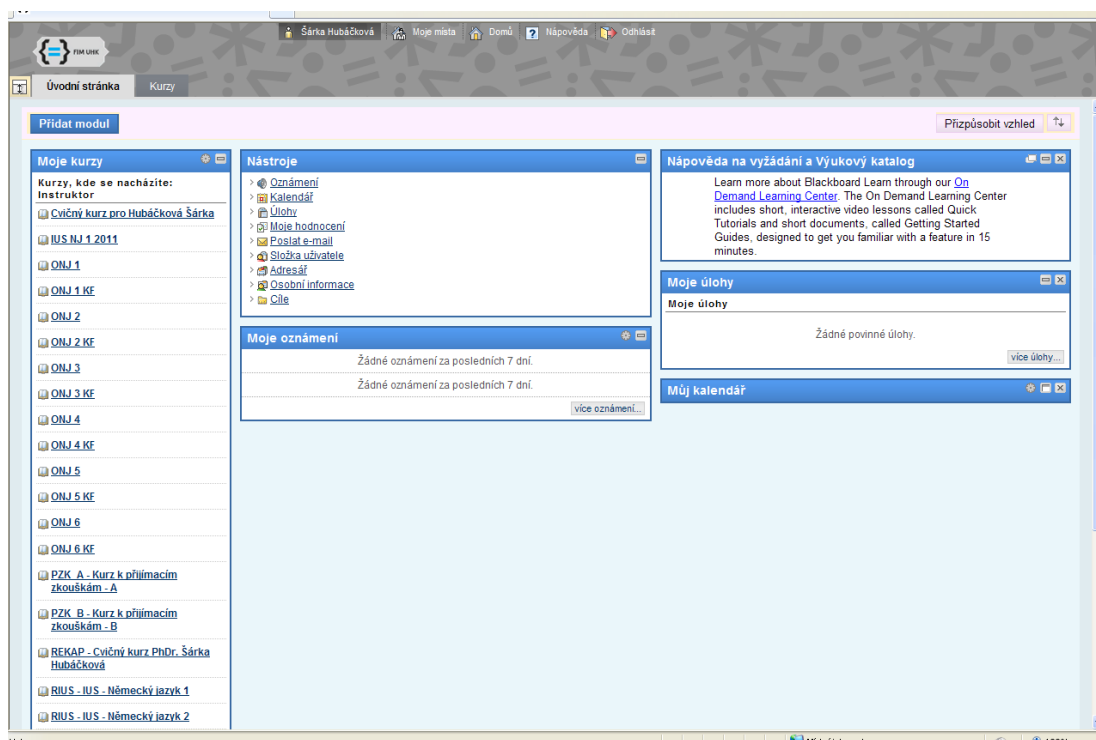 Šárka Hubáčková Moje místa Domů Nápověda Odhlásit
FIM UHK
Úvodní stránka Kurzy
Přidat modul
Přizpůsobit vzhled
Moje kurzy
Kurzy, kde se nacházíte:
Instruktor
Cvičný kurz pro Hubáčková Šárka
IUS NJ 1 2011
ONJ 1
ONJ 1 KF
ONJ 2
ONJ 2 KF
ONJ 3
ONJ 3 KF
ONJ 4
ONJ 4 KF
ONJ 5
ONJ 5 KF
ONJ 6
ONJ 6 KF
PZK_A - Kurz k přijímacím
zkouškám - A
PZK_B - Kurz k přijímacím
zkouškám - B
REKAP - Cvičný kurz PhDr. Šárka
Hubáčková
RIUS - IUS - Německý jazyk 1
RIUS - IUS - Německý jazyk 2
Nástroje
Oznámení
Kalendář
Úlohy
Moje hodnocení
Poslat e-mail
Složka uživatele
Adresář
Osobní informace
Cíle
Moje oznámení
Žádné oznámení za posledních 7 dní.
Žádné oznámení za posledních 7 dní.
více oznámení...
Nápověda na vyžádání a Výukový katalog
Learn more about Blackboard Learn through our On
Demand Learning Center. The On Demand Learning Center
includes short, interactive video lessons called Quick
Tutorials and short documents, called Getting Started
Guides, designed to get you familiar with a feature in 15
minutes.
Moje úlohy
Moje úlohy
Žádné povinné úlohy.
více úlohy...
Můj kalendář